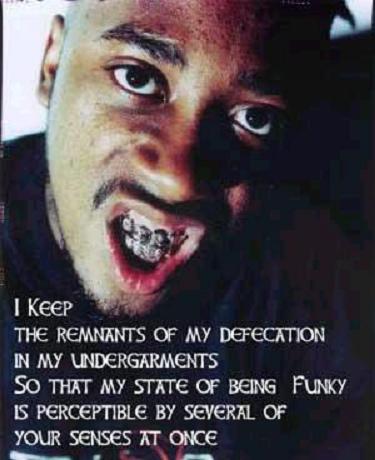 I Keep
the remnants of my defecation
in my undergarments
So that my state of being Funky
is perceptible by several of
your senses at once